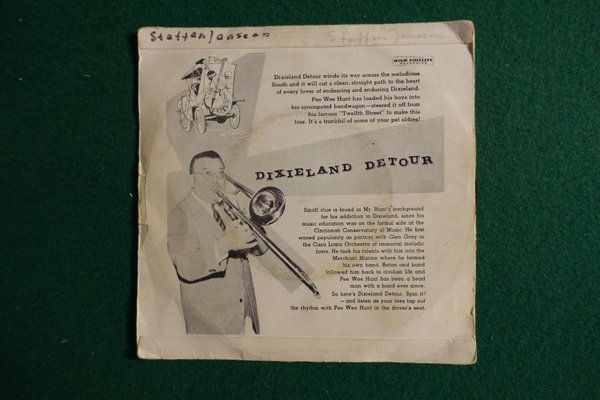 Staffan Jansson
Staffan Jansson
HIGH FIDELITY
RECORDING
Dixieland Detour winds its way across the melodious
South and it will cut a clean, straight path to the heart
of every lover of endearing and enduring Dixieland.
Pee Wee Hunt has loaded his boys into
his syncopated bandwagon—steered it off from
his famous "Twelfth Street" to make this
tour. It's a trunkful of some of your pet oldies!
DIXIELAND DETOUR
Small clue is found in Mr. Hunt's background
for his addiction to Dixieland, since his
music education was on the formal side at the
Cincinnati Conservatory of Music. He first
wooed popularity as partner with Glen Gray in
the Casa Loma Orchestra of immortal melodic
fame. He took his talents with him into the
Merchant Marine where he formed
his own band. Baton and band
followed him back to civilian life and
Pee Wee Hunt has been a head
man with a band ever since.
So here's Dixieland Detour. Spin it!
—and listen as your toes tap out
the rhythm with Pee Wee Hunt in the driver's seat.